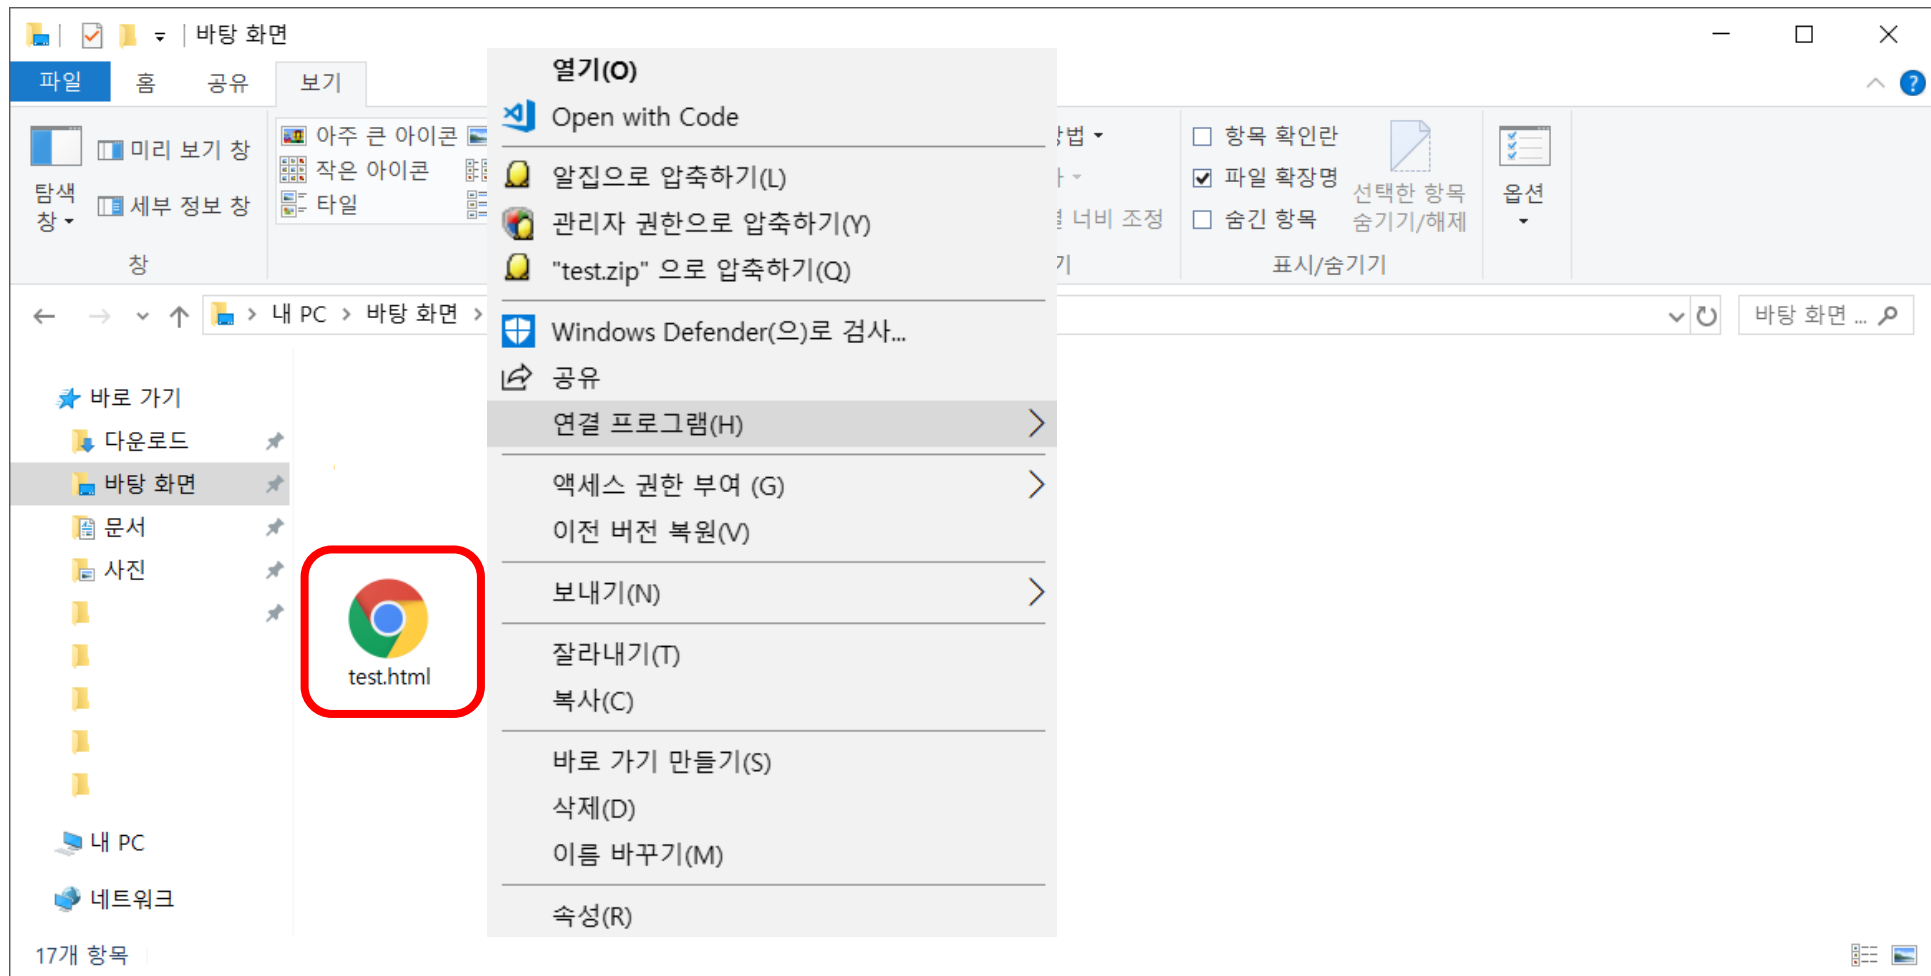 바탕 화면
파일 홈 공유 보기
미리 보기 창
세부 정보 창
탐색
창
창
아주 큰 아이콘
작은 아이콘
타일
너비 조정
항목 확인란
파일 확장명
숨긴 항목
선택한 항목
숨기기/해제
표시/숨기기
옵션
내 PC > 바탕 화면 >
바탕 화면 ...
바로 가기
다운로드
바탕 화면
문서
사진
내 PC
네트워크
17개 항목
test.html
열기(O)
Open with Code
알집으로 압축하기(L)
관리자 권한으로 압축하기(Y)
"test.zip" 으로 압축하기(Q)
Windows Defender(으)로 검사...
공유
연결 프로그램(H)
액세스 권한 부여 (G)
이전 버전 복원(V)
보내기(N)
잘라내기(T)
복사(C)
바로 가기 만들기(S)
삭제(D)
이름 바꾸기(M)
속성(R)